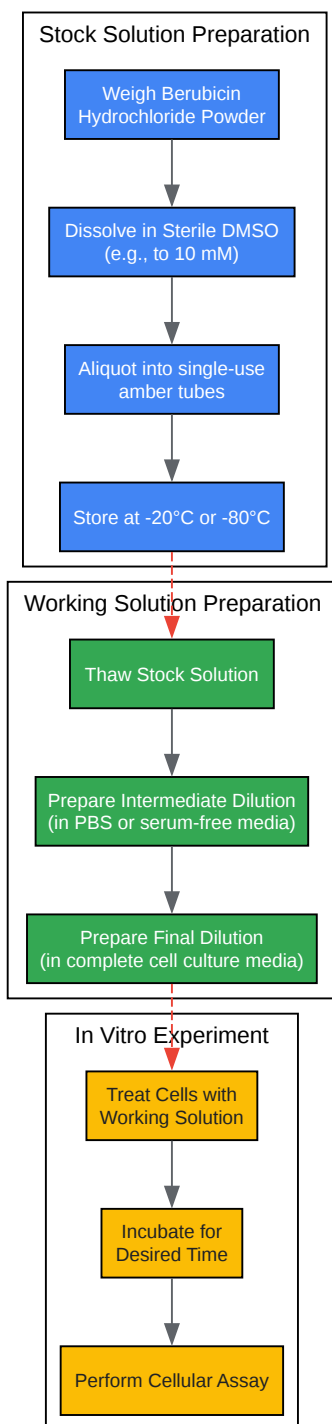 Stock Solution Preparation
Weigh Berubicin
Hydrochloride Powder
Dissolve in Sterile DMSO
(e.g., to 10 mM)
Aliquot into single-use
amber tubes
Store at -20°C or -80°C
Working Solution Preparation
Thaw Stock Solution
Prepare Intermediate Dilution
(in PBS or serum-free media)
Prepare Final Dilution
(in complete cell culture media)
In Vitro Experiment
Treat Cells with
Working Solution
Incubate for
Desired Time
Perform Cellular Assay